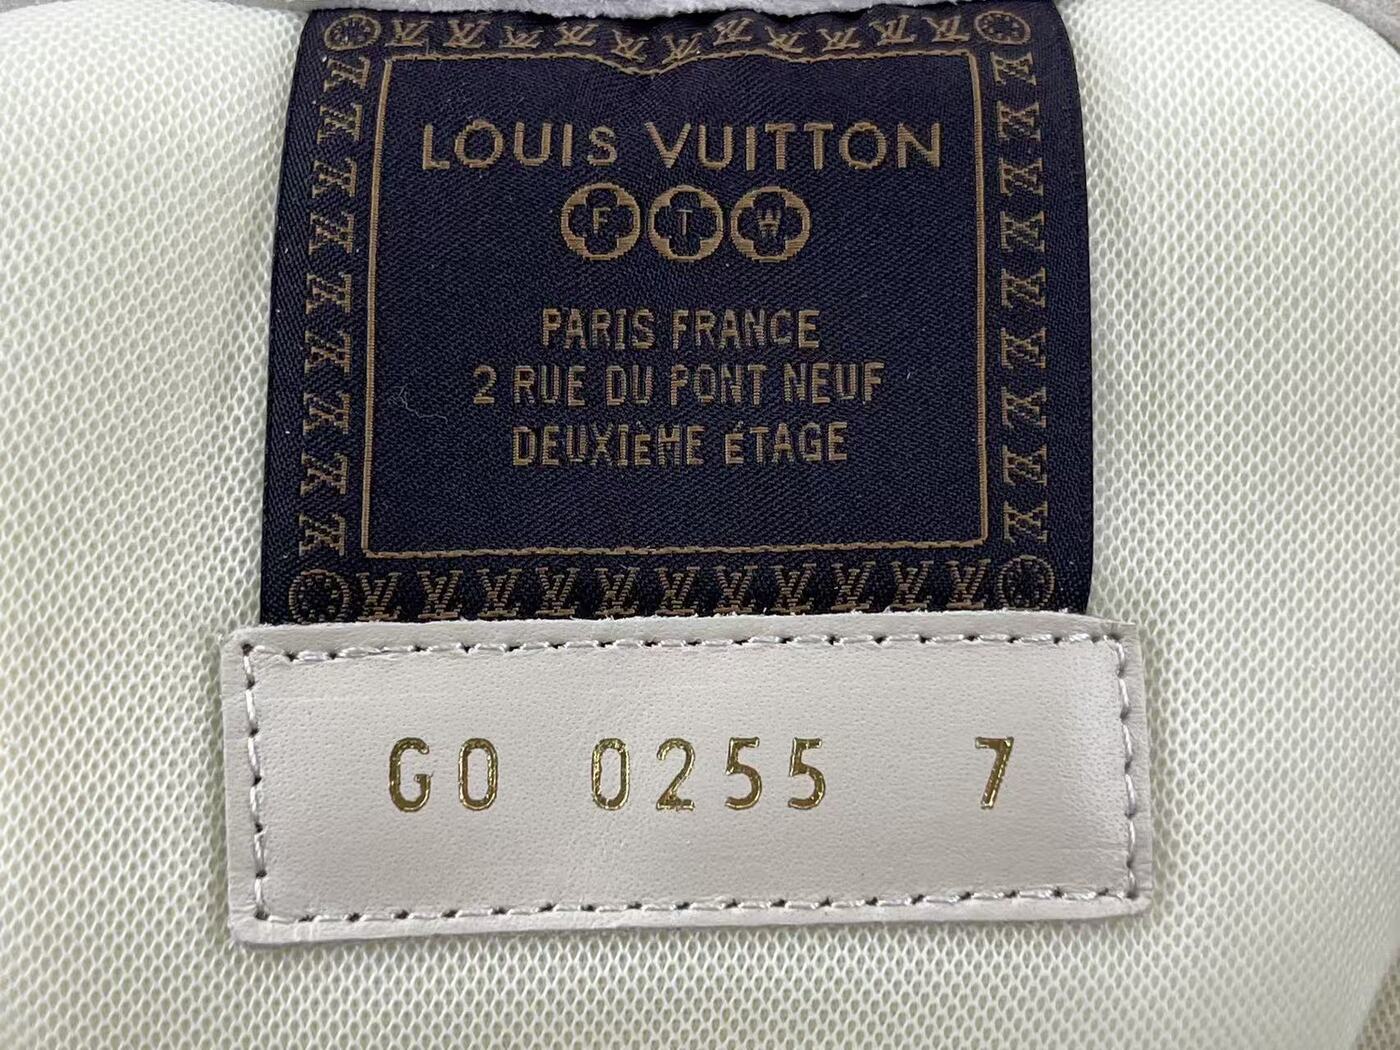 LOUIS VUITTON
F T W
PARIS FRANCE
2 RUE DU PONT NEUF
DEUXIÈME ÉTAGE
GO 0255 7